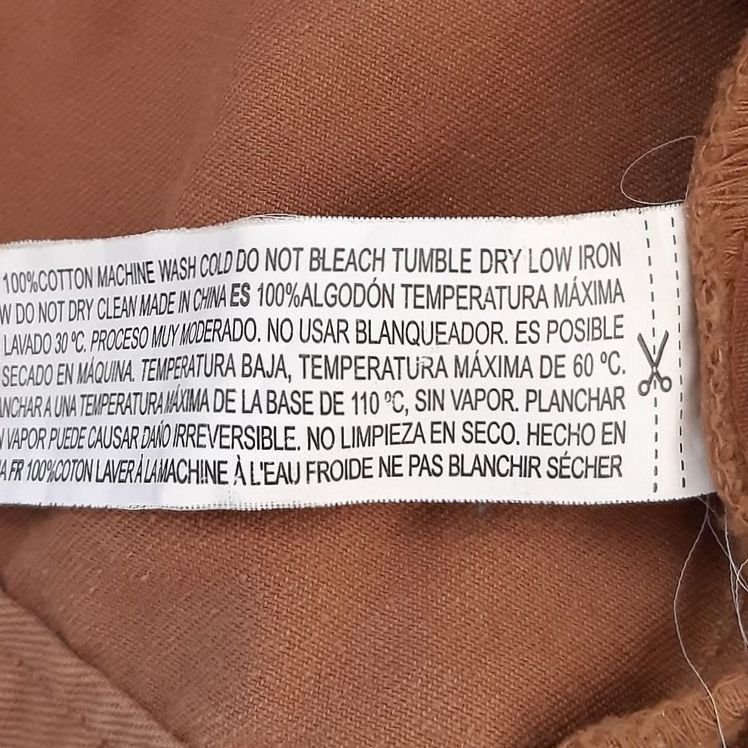 100%COTTON MACHINE WASH COLD DO NOT BLEACH TUMBLE DRY LOW IRON
W DO NOT DRY CLEAN MADE IN CHINA ES 100%ALGODÓN TEMPERATURA MÁXIMA
LAVADO 30 ºC. PROCESO MUY MODERADO. NO USAR BLANQUEADOR. ES POSIBLE
SECADO EN MÁQUINA. TEMPERATURA BAJA, TEMPERATURA MÁXIMA DE 60 ºC.
NCHAR A UNA TEMPERATURA MÁXIMA DE LA BASE DE 110 ºC, SIN VAPOR. PLANCHAR
VAPOR PUEDE CAUSAR DAÑO IRREVERSIBLE. NO LIMPIEZA EN SECO. HECHO EN
A FR 100%COTON LAVER À LA MACHINE À L'EAU FROIDE NE PAS BLANCHIR SÉCHER